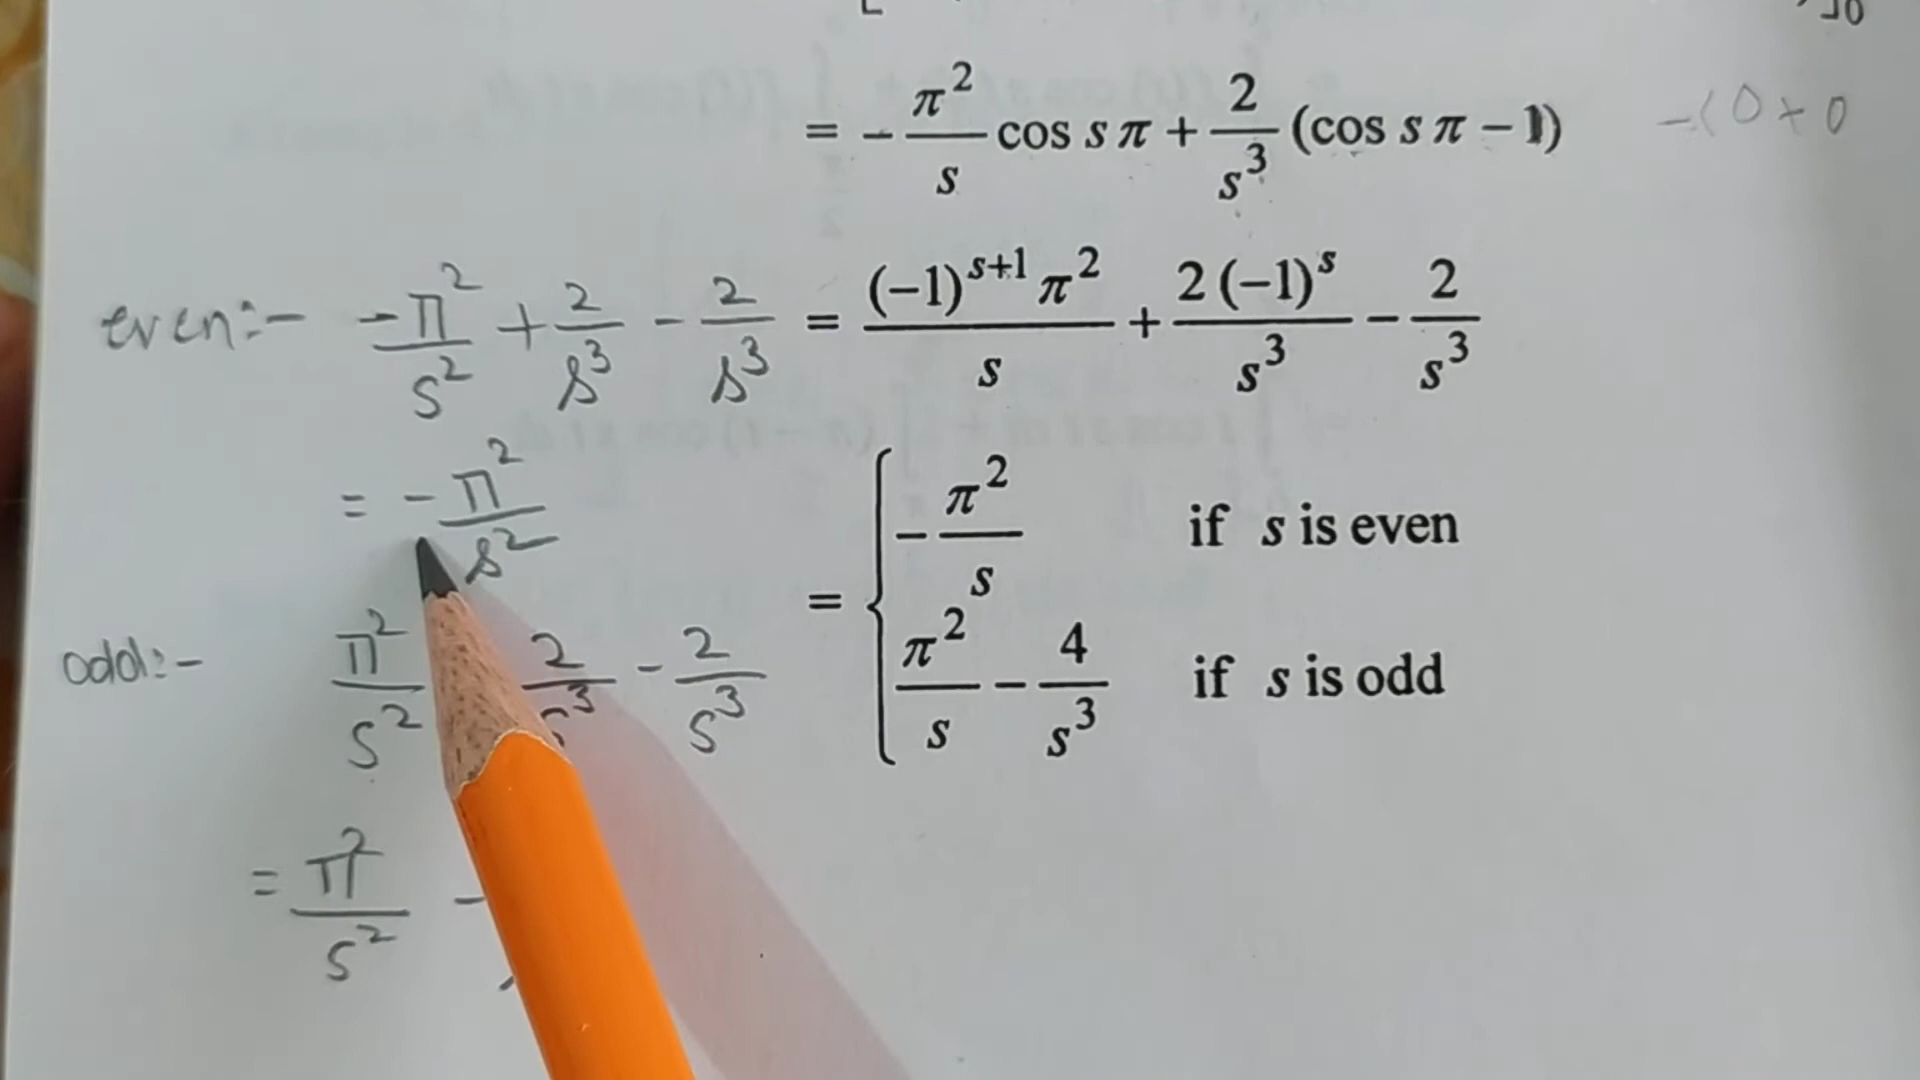 = - π²/s cos s π + 2/s³ (cos s π - 1) -(0+0
even:- -π²/s² + 2/s³ - 2/s³ = (-1)^(s+1) π²/s + 2(-1)^s/s³ - 2/s³
= -π²/s²
= { -π²/s if s is even
π²/s - 4/s³ if s is odd
odd:- π²/s² 2/s³ - 2/s³
= π²/s² -